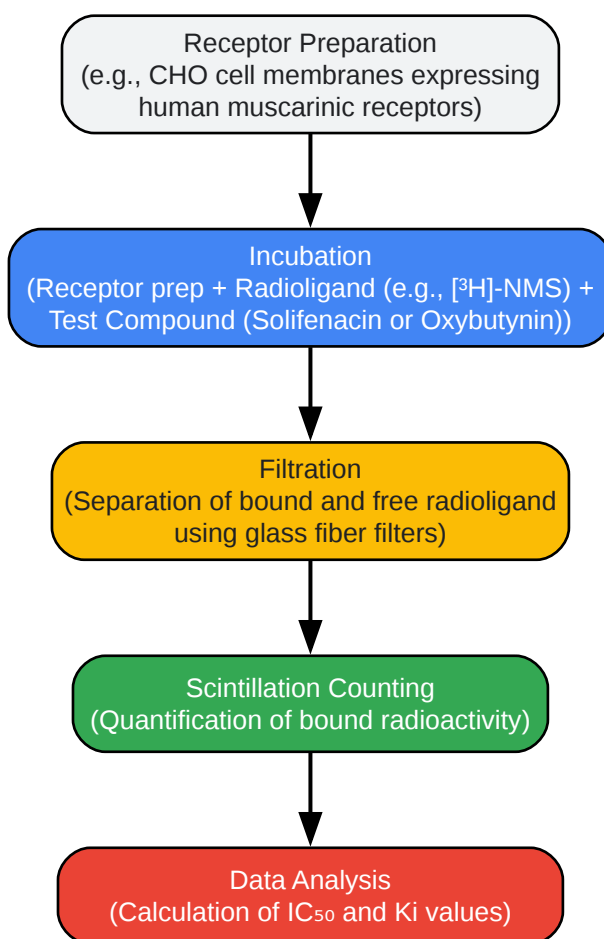 Receptor Preparation
(e.g., CHO cell membranes expressing
human muscarinic receptors)
Incubation
(Receptor prep + Radioligand (e.g., [³H]-NMS) +
Test Compound (Solifenacin or Oxybutynin))
Filtration
(Separation of bound and free radioligand
using glass fiber filters)
Scintillation Counting
(Quantification of bound radioactivity)
Data Analysis
(Calculation of IC₅₀ and Ki values)